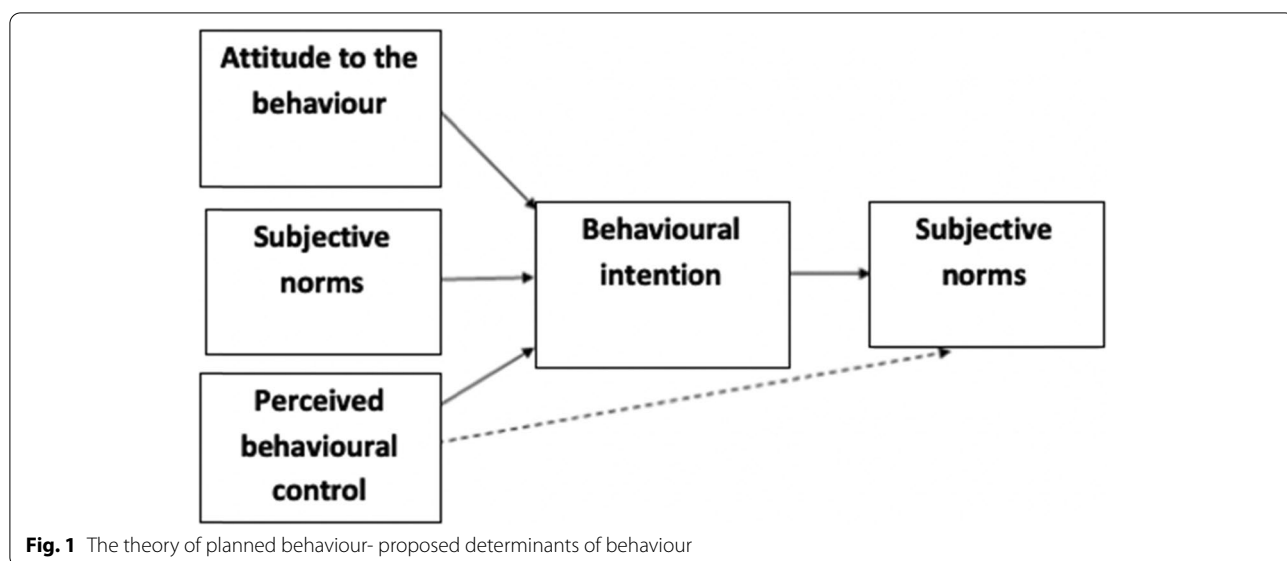 Attitude to the
behaviour
Subjective
norms
Perceived
behavioural
control
Behavioural
intention
Subjective
norms
Fig. 1 The theory of planned behaviour- proposed determinants of behaviour